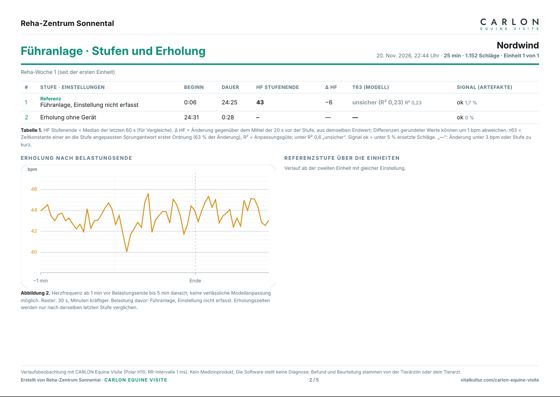 Reha-Zentrum Sonnental
CARLON
EQUINE VISITE
Führanlage · Stufen und Erholung
Nordwind
20. Nov. 2026, 22:44 Uhr · 25 min · 1.152 Schläge · Einheit 1 von 1
Reha-Woche 1 (seit der ersten Einheit)
# STUFE · EINSTELLUNGEN BEGINN DAUER HF STUFENENDE Δ HF T63 (MODELL) SIGNAL (ARTEFAKTE)
Referenz
1 Führanlage, Einstellung nicht erfasst 0:06 24:25 43 −6 unsicher (R² 0,23) R² 0,23 ok 1,7 %
2 Erholung ohne Gerät 24:31 0:28 – — — ok 0 %
Tabelle 1. HF Stufenende = Median der letzten 60 s (für Vergleiche). Δ HF = Änderung gegenüber dem Mittel der 20 s vor der Stufe, aus demselben Endwert; Differenzen gerundeter Werte können um 1 bpm abweichen. τ63 =
Zeitkonstante einer an die Stufe angepassten Sprungantwort erster Ordnung (63 % der Änderung), R² = Anpassungsgüte; unter R² 0,6 „unsicher“. Signal ok = unter 5 % ersetzte Schläge. „—“: Änderung unter 3 bpm oder Stufe zu
kurz.
ERHOLUNG NACH BELASTUNGSENDE
REFERENZSTUFE ÜBER DIE EINHEITEN
Verlauf ab der zweiten Einheit mit gleicher Einstellung.
bpm
46
44
42
40
−1 min
Ende
Abbildung 2. Herzfrequenz ab 1 min vor Belastungsende bis 5 min danach; keine verlässliche Modellanpassung
möglich. Raster: 30 s, Minuten kräftiger. Belastung davor: Führanlage, Einstellung nicht erfasst. Erholungszeiten
werden nur nach derselben letzten Stufe verglichen.
Verlaufsbeobachtung mit CARLON Equine Visite (Polar H10; RR-Intervalle 1 ms). Kein Medizinprodukt. Die Software stellt keine Diagnose; Befund und Beurteilung stammen von der Tierärztin oder dem Tierarzt.
Erstellt von Reha-Zentrum Sonnental · CARLON EQUINE VISITE
2 / 5
vitalkultur.com/carlon-equine/